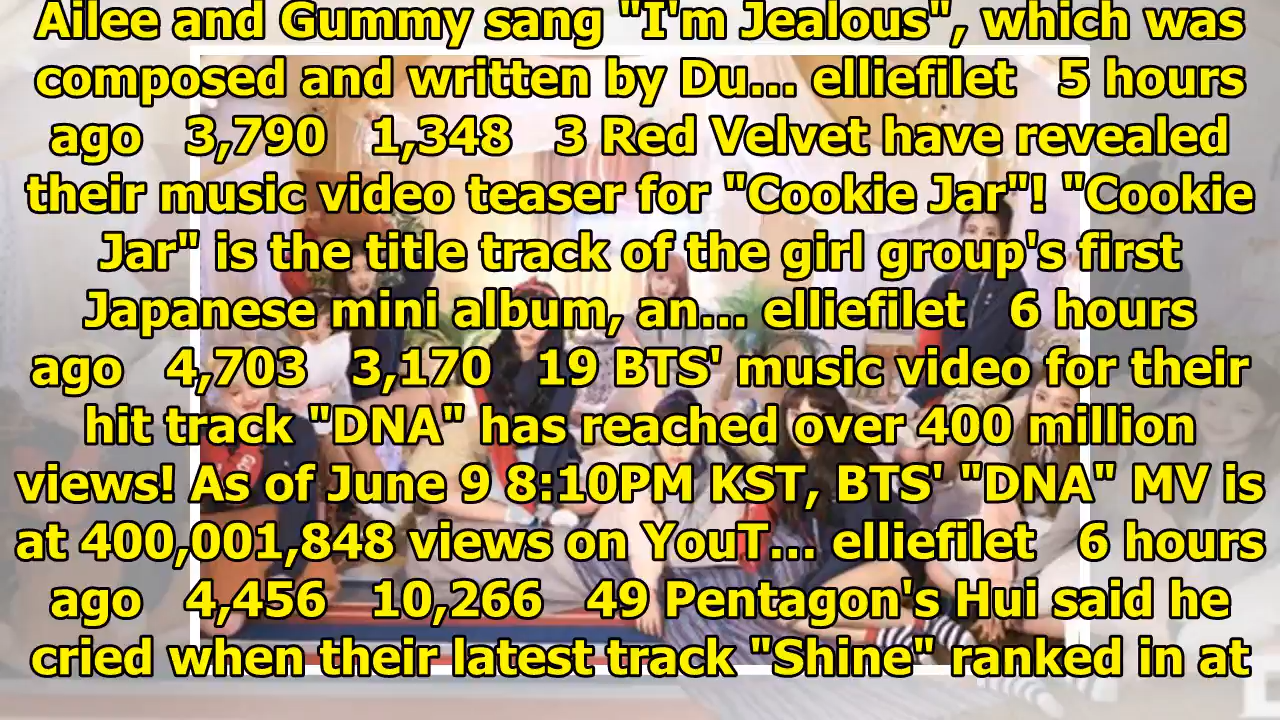 Ailee and Gummy sang "I'm Jealous", which was
composed and written by Du... elliefilet 5 hours
ago 3,790 1,348 3 Red Velvet have revealed
their music video teaser for "Cookie Jar"! "Cookie
Jar" is the title track of the girl group's first
Japanese mini album, an... elliefilet 6 hours
ago 4,703 3,170 19 BTS' music video for their
hit track "DNA" has reached over 400 million
views! As of June 9 8:10PM KST, BTS' "DNA" MV is
at 400,001,848 views on YouT... elliefilet 6 hours
ago 4,456 10,266 49 Pentagon's Hui said he
cried when their latest track "Shine" ranked in at